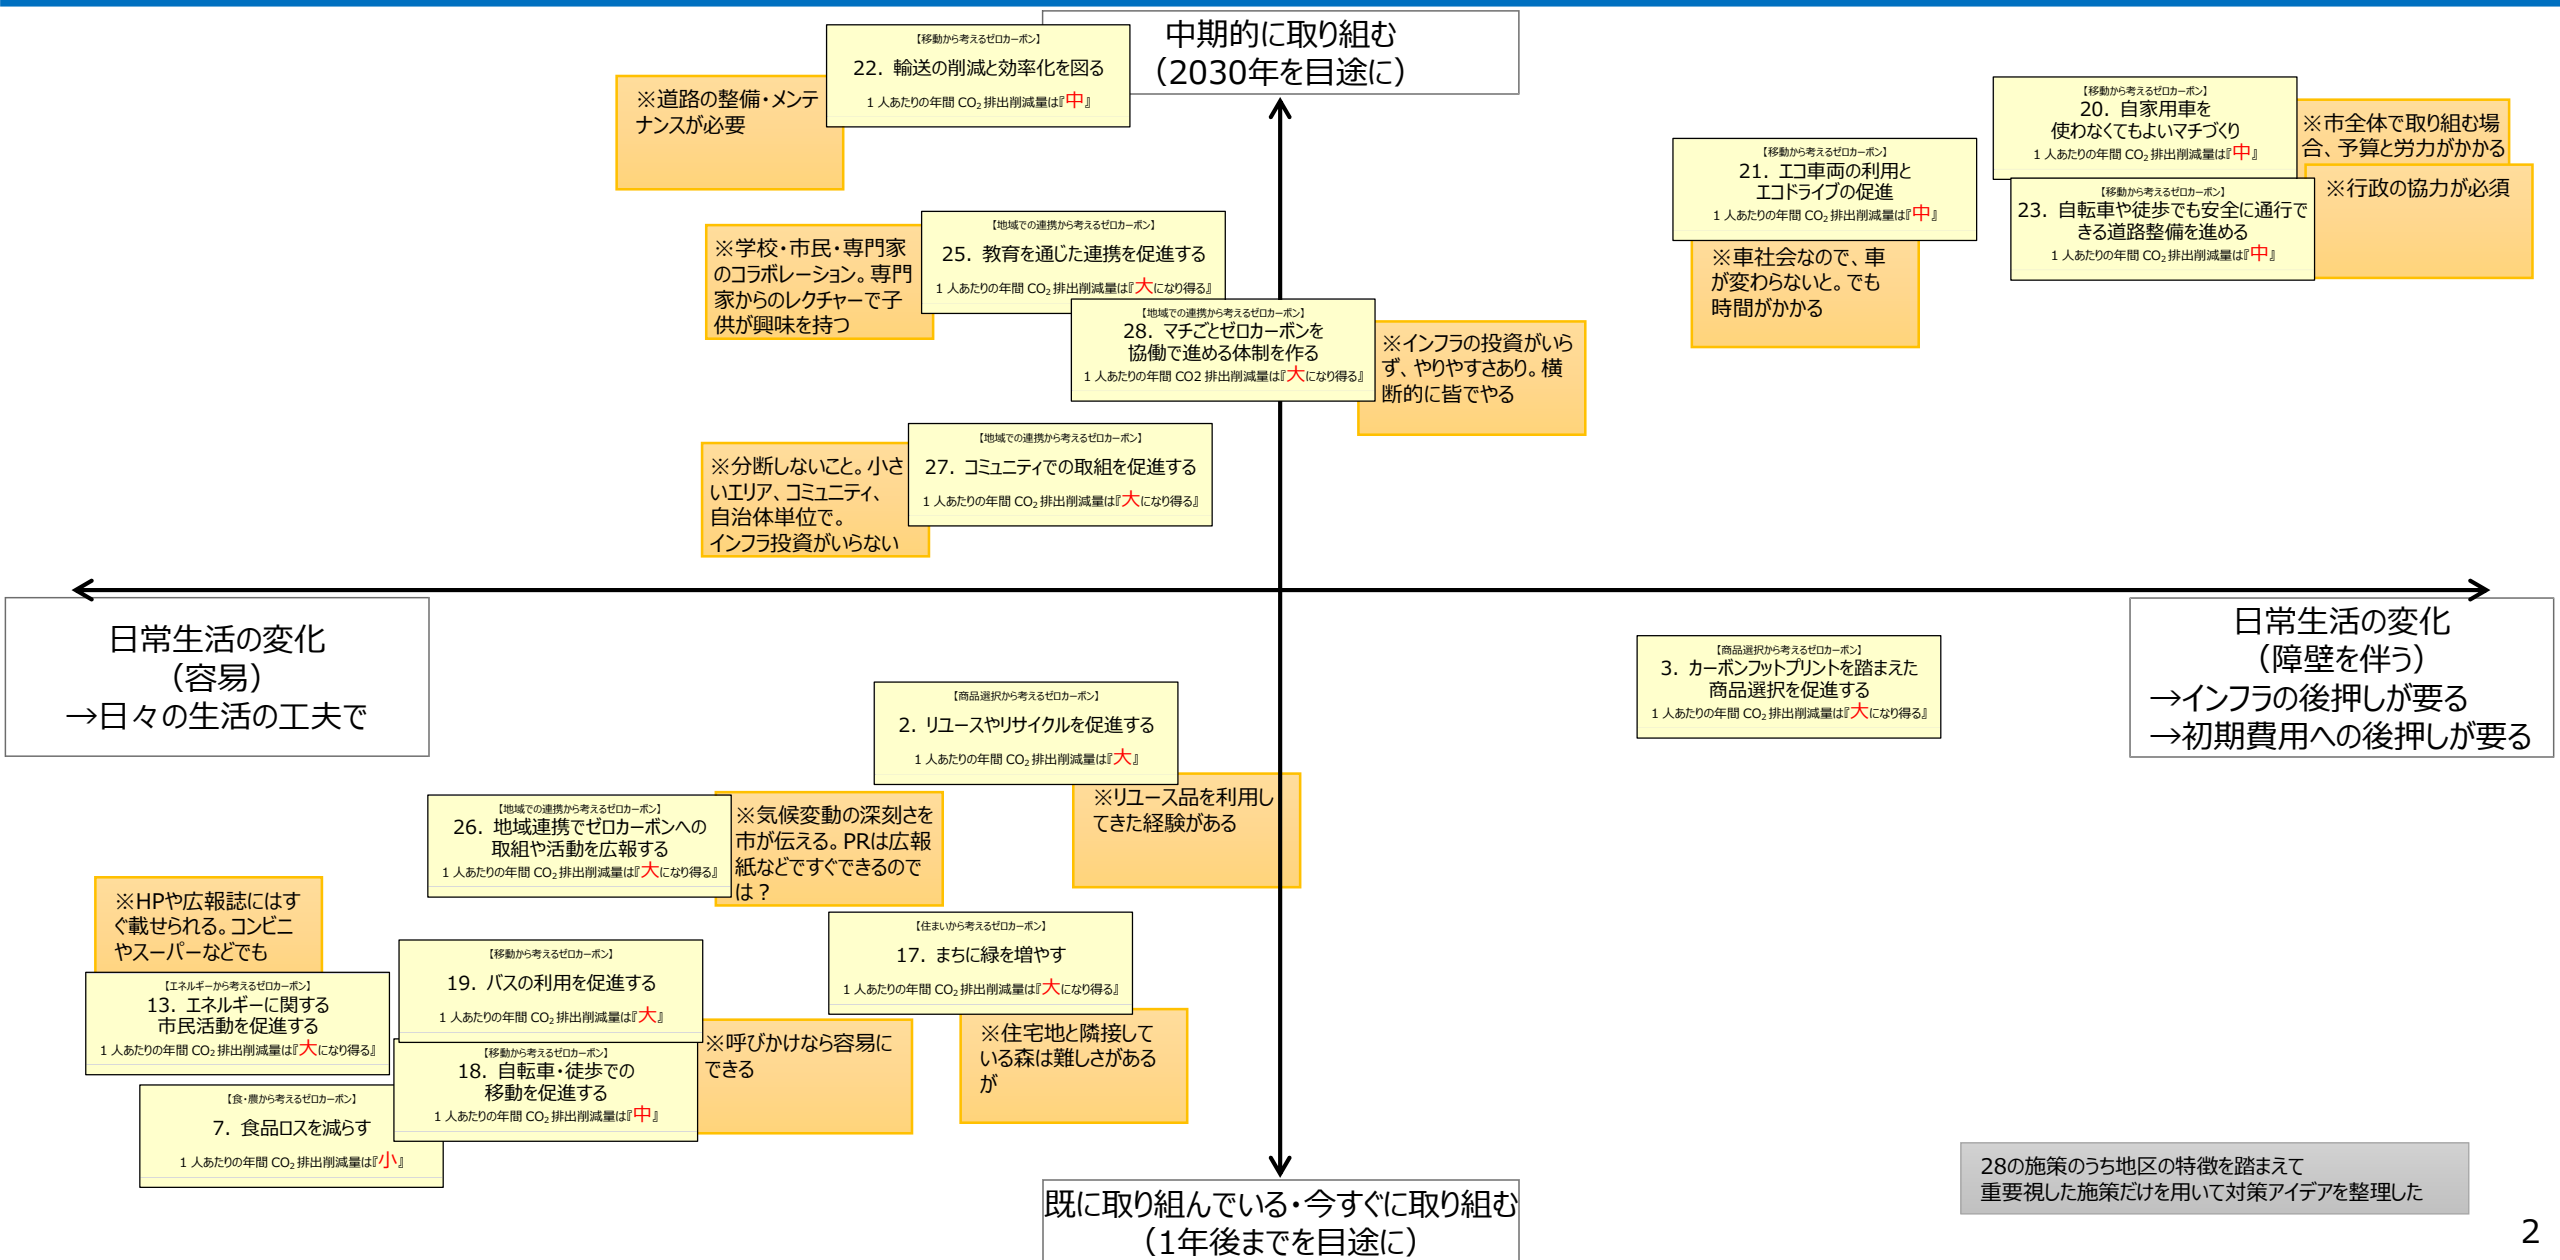 中期的に取り組む
（2030年を目途に）
【移動から考えるゼロカーボン】
22. 輸送の削減と効率化を図る
1 人あたりの年間 CO₂ 排出削減量は『中』
※道路の整備・メンテ
ナンスが必要
【移動から考えるゼロカーボン】
20. 自家用車を
使わなくてもよいマチづくり
1 人あたりの年間 CO₂ 排出削減量は『中』
※市全体で取り組む場
合、予算と労力がかかる
【移動から考えるゼロカーボン】
21. エコ車両の利用と
エコドライブの促進
1 人あたりの年間 CO₂ 排出削減量は『中』
※車社会なので、車
が変わらないと。でも
時間がかかる
【移動から考えるゼロカーボン】
23. 自転車や徒歩でも安全に通行で
きる道路整備を進める
1 人あたりの年間 CO₂ 排出削減量は『中』
※行政の協力が必須
【地域での連携から考えるゼロカーボン】
25. 教育を通じた連携を促進する
1 人あたりの年間 CO₂ 排出削減量は『大になり得る』
※学校・市民・専門家
のコラボレーション。専門
家からのレクチャーで子
供が興味を持つ
【地域での連携から考えるゼロカーボン】
28. マチごとゼロカーボンを
協働で進める体制を作る
1 人あたりの年間 CO2 排出削減量は『大になり得る』
※インフラの投資がいら
ず、やりやすさあり。横
断的に皆でやる
【地域での連携から考えるゼロカーボン】
27. コミュニティでの取組を促進する
1 人あたりの年間 CO₂ 排出削減量は『大になり得る』
※分断しないこと。小さ
いエリア、コミュニティ、
自治体単位で。
インフラ投資がいらない
日常生活の変化
（容易）
→日々の生活の工夫で
日常生活の変化
（障壁を伴う）
→インフラの後押しが要る
→初期費用への後押しが要る
【商品選択から考えるゼロカーボン】
3. カーボンフットプリントを踏まえた
商品選択を促進する
1 人あたりの年間 CO₂ 排出削減量は『大になり得る』
【商品選択から考えるゼロカーボン】
2. リユースやリサイクルを促進する
1 人あたりの年間 CO₂ 排出削減量は『大』
※リユース品を利用し
てきた経験がある
【地域での連携から考えるゼロカーボン】
26. 地域連携でゼロカーボンへの
取組や活動を広報する
1 人あたりの年間 CO₂ 排出削減量は『大になり得る』
※気候変動の深刻さを
市が伝える。PRは広報
紙などですぐできるので
は？
※HPや広報誌にはす
ぐ載せられる。コンビニ
やスーパーなどでも
【エネルギーから考えるゼロカーボン】
13. エネルギーに関する
市民活動を促進する
1 人あたりの年間 CO₂ 排出削減量は『大になり得る』
【移動から考えるゼロカーボン】
19. バスの利用を促進する
1 人あたりの年間 CO₂ 排出削減量は『大』
【住まいから考えるゼロカーボン】
17. まちに緑を増やす
1 人あたりの年間 CO₂ 排出削減量は『大になり得る』
※住宅地と隣接して
いる森は難しさがある
が
※呼びかけなら容易に
できる
【移動から考えるゼロカーボン】
18. 自転車・徒歩での
移動を促進する
1 人あたりの年間 CO₂ 排出削減量は『中』
【食・農から考えるゼロカーボン】
7. 食品ロスを減らす
1 人あたりの年間 CO₂ 排出削減量は『小』
既に取り組んでいる・今すぐに取り組む
（1年後までを目途に）
28の施策のうち地区の特徴を踏まえて
重要視した施策だけを用いて対策アイデアを整理した
2